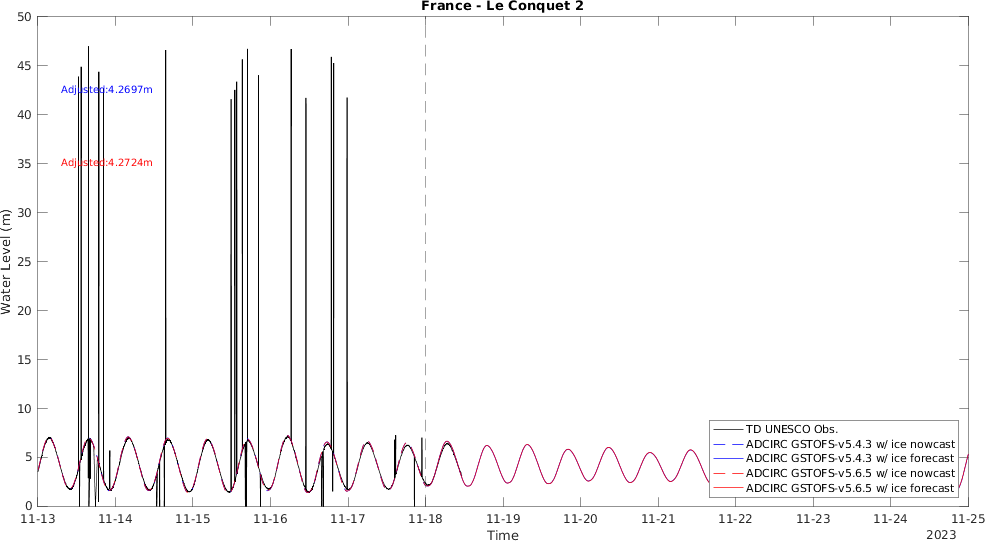 France - Le Conquet 2
50
45
40
35
30
25
20
15
10
5
0
Water Level (m)
Adjusted:4.2697m
Adjusted:4.2724m
TD UNESCO Obs.
ADCIRC GSTOFS-v5.4.3 w/ ice nowcast
ADCIRC GSTOFS-v5.4.3 w/ ice forecast
ADCIRC GSTOFS-v5.6.5 w/ ice nowcast
ADCIRC GSTOFS-v5.6.5 w/ ice forecast
11-13 11-14 11-15 11-16 11-17 11-18 11-19 11-20 11-21 11-22 11-23 11-24 11-25
Time
2023